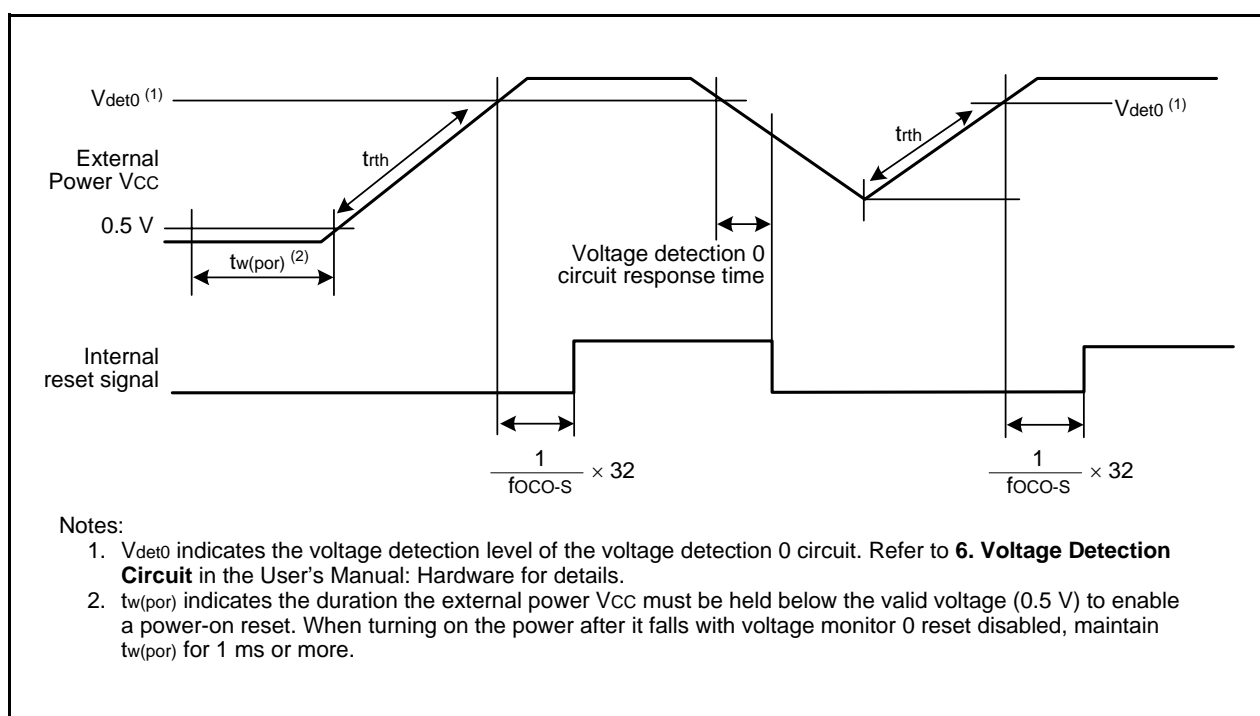 Vdet0 (1)
trth
External
Power VCC
0.5 V
tw(por) (2)
Voltage detection 0
circuit response time
trth
Vdet0 (1)
Internal
reset signal
1
fOCO-S
× 32
1
fOCO-S
× 32
Notes:
1. Vdet0 indicates the voltage detection level of the voltage detection 0 circuit. Refer to 6. Voltage Detection
Circuit in the User's Manual: Hardware for details.
2. tw(por) indicates the duration the external power VCC must be held below the valid voltage (0.5 V) to enable
a power-on reset. When turning on the power after it falls with voltage monitor 0 reset disabled, maintain
tw(por) for 1 ms or more.